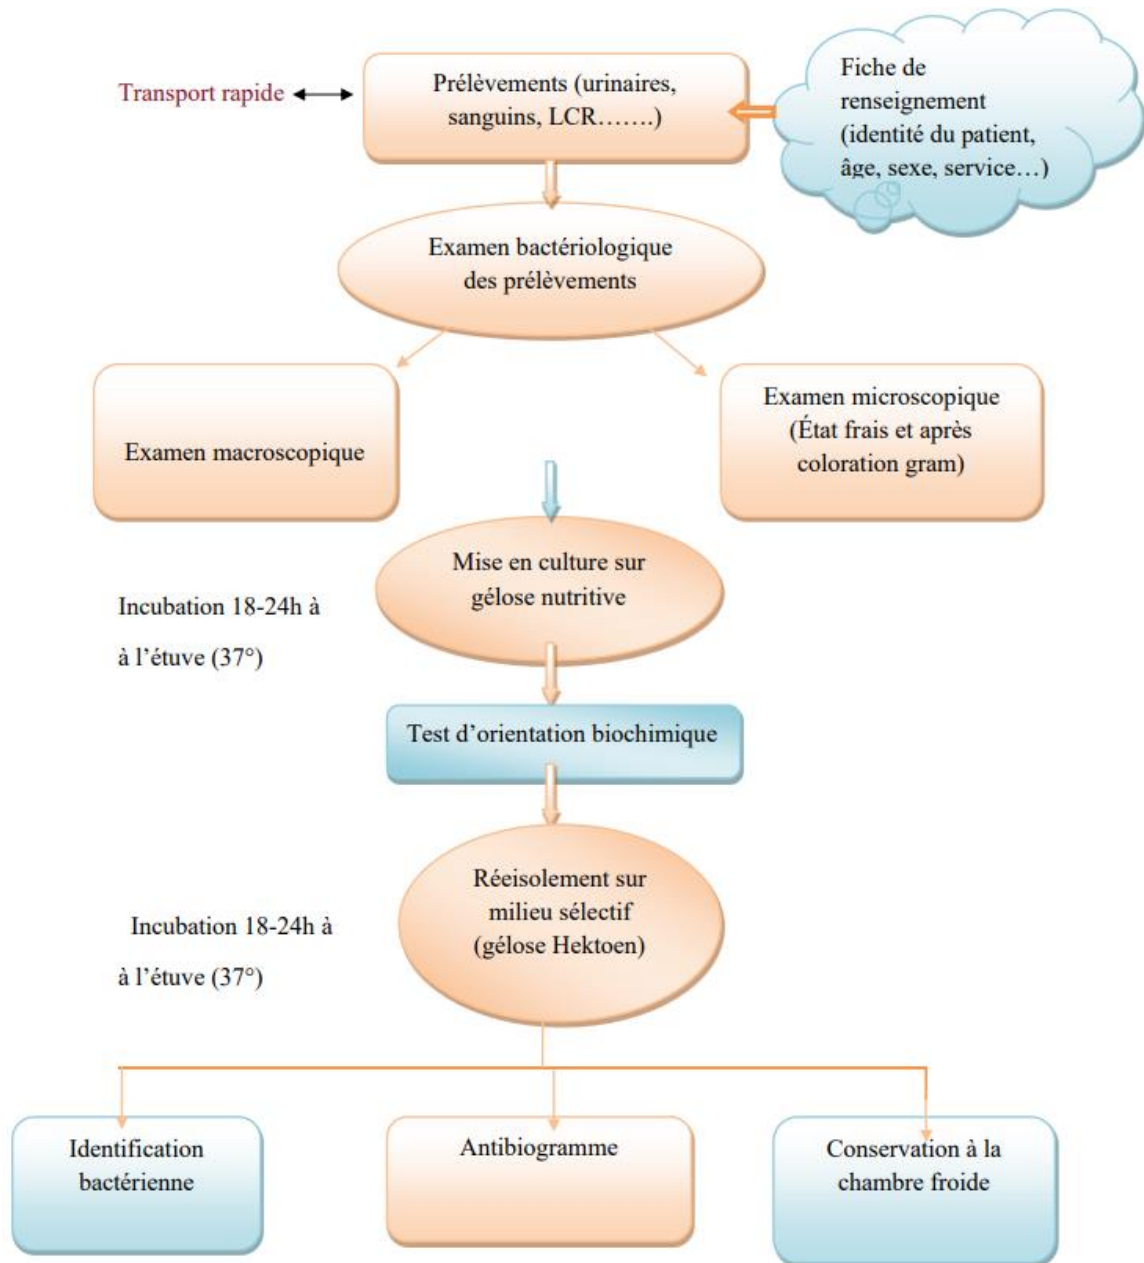 Transport rapide
Prélèvements (urinaires,
sanguins, LCR…….)
Fiche de
renseignement
(identité du patient,
âge, sexe, service…)
Examen bactériologique
des prélèvements
Examen macroscopique
Examen microscopique
(État frais et après
coloration gram)
Mise en culture sur
gélose nutritive
Incubation 18-24h à
à l’étuve (37°)
Test d’orientation biochimique
Réeisolement sur
milieu sélectif
(gélose Hektoen)
Incubation 18-24h à
à l’étuve (37°)
Identification
bactérienne
Antibiogramme
Conservation à la
chambre froide